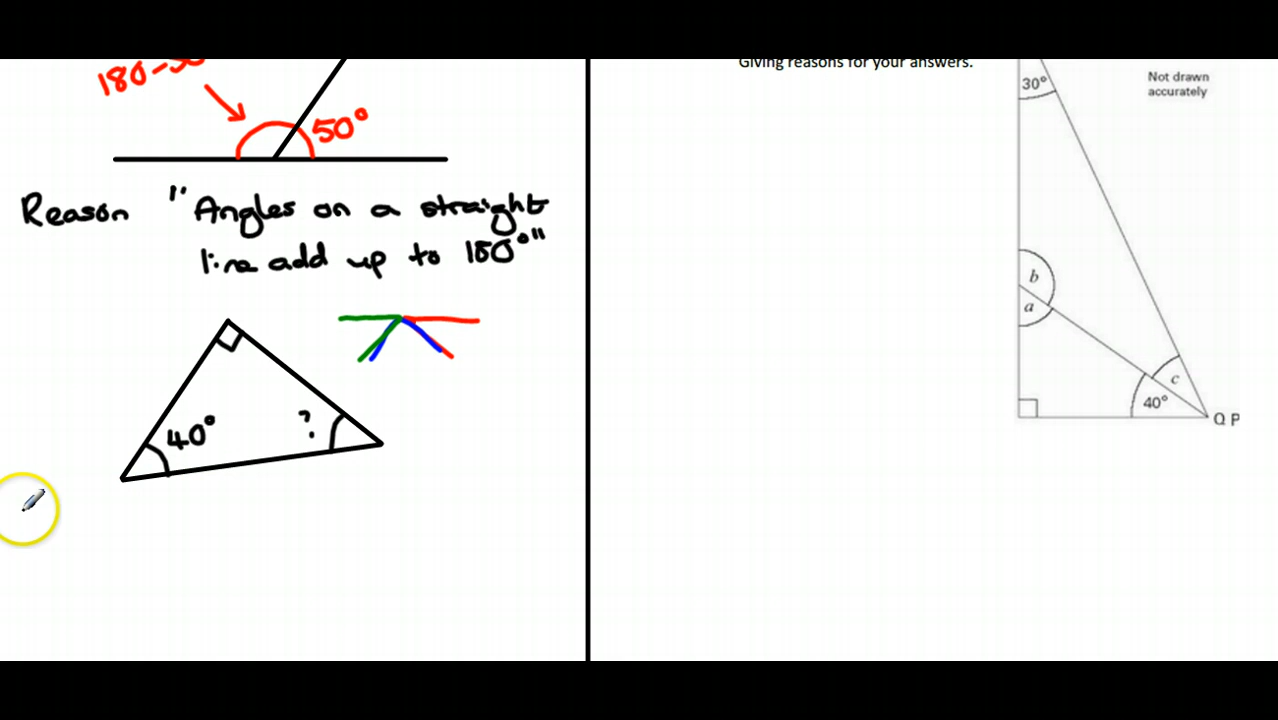 180-50
50°
Reason "Angles on a straight
line add up to 180°"
40°
?
Giving reasons for your answers.
Not drawn
accurately
30°
b
a
c
40°
Q P